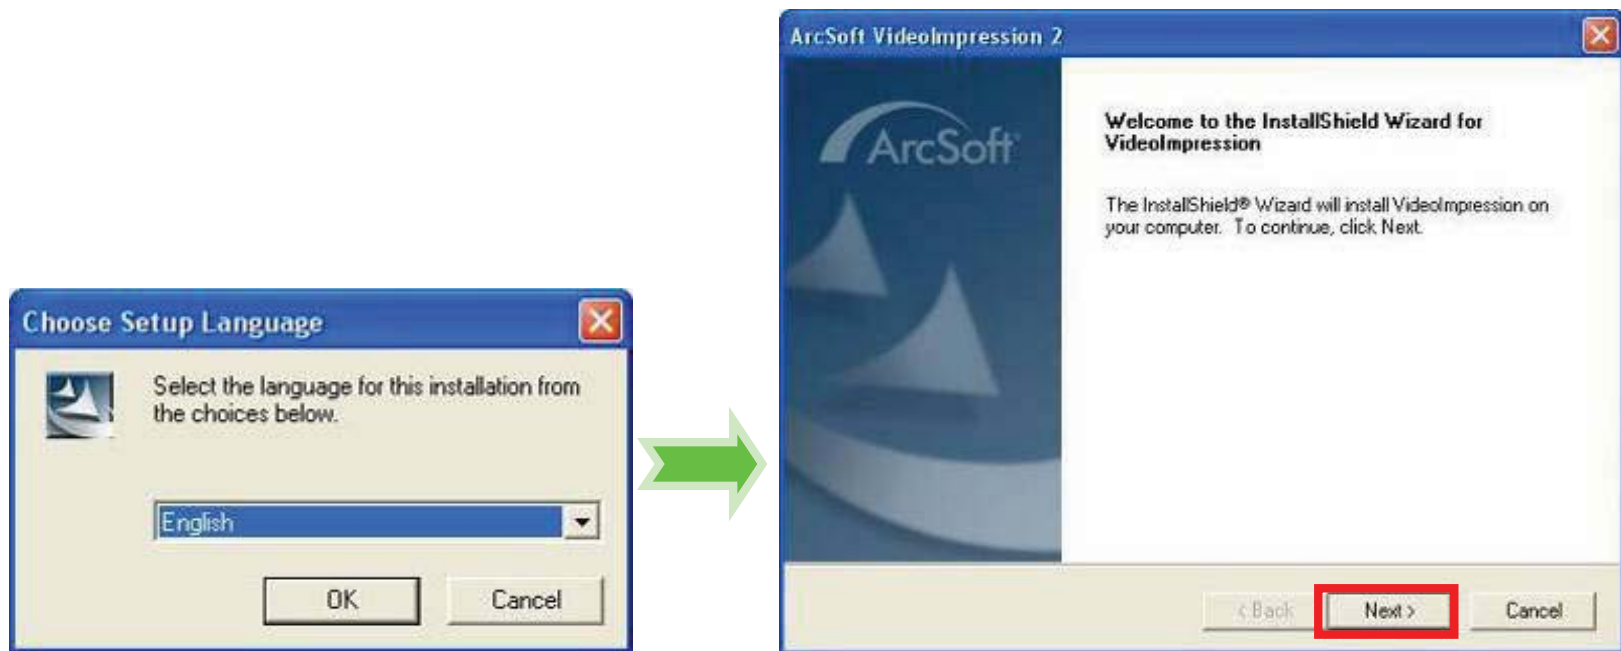 Choose Setup Language
Select the language for this installation from
the choices below.
English
OK
Cancel
ArcSoft VideoImpression 2
ArcSoft
Welcome to the InstallShield Wizard for
VideoImpression
The InstallShield® Wizard will install VideoImpression on
your computer. To continue, click Next.
< Back
Next >
Cancel